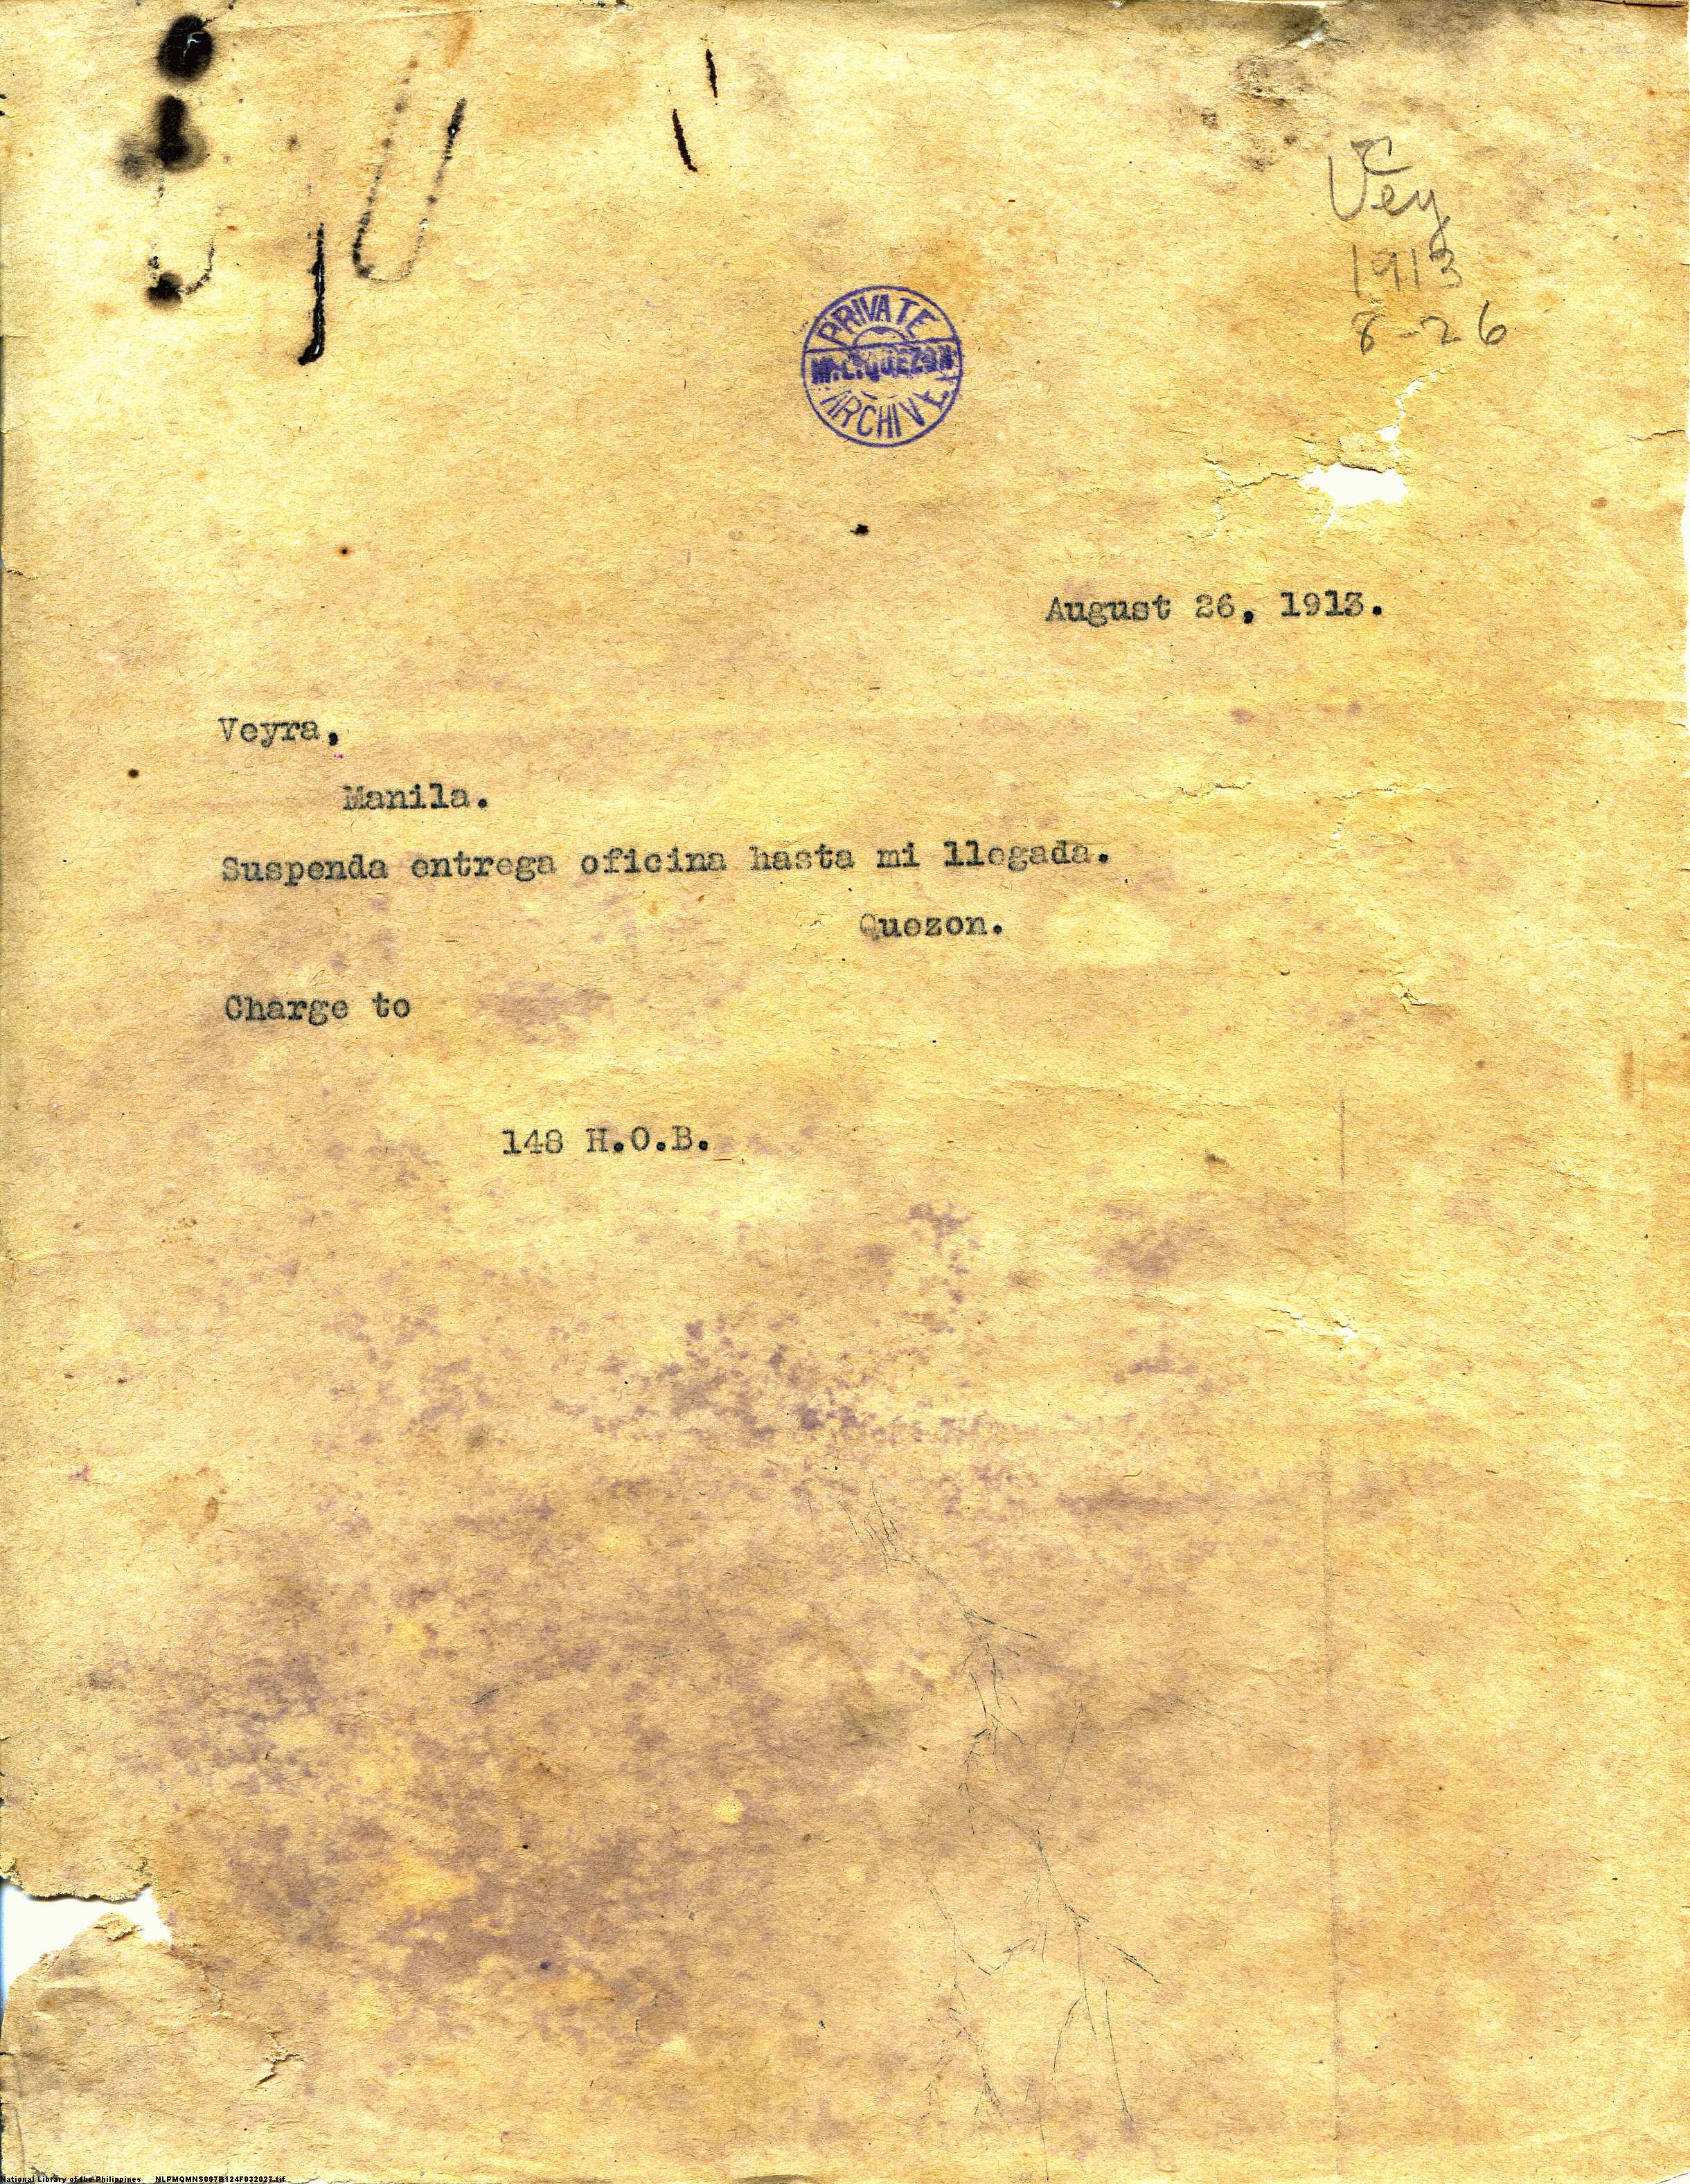 Vey
1913
8-26
PRIVATE
M.L.QUEZON
ARCHIVE
August 26, 1913.
Veyra,
Manila.
Suspenda entrega oficina hasta mi llegada.
Quezon.
Charge to
148 H.O.B.
National Library of the Philippines NLPMQMNS007B124F032027.tif